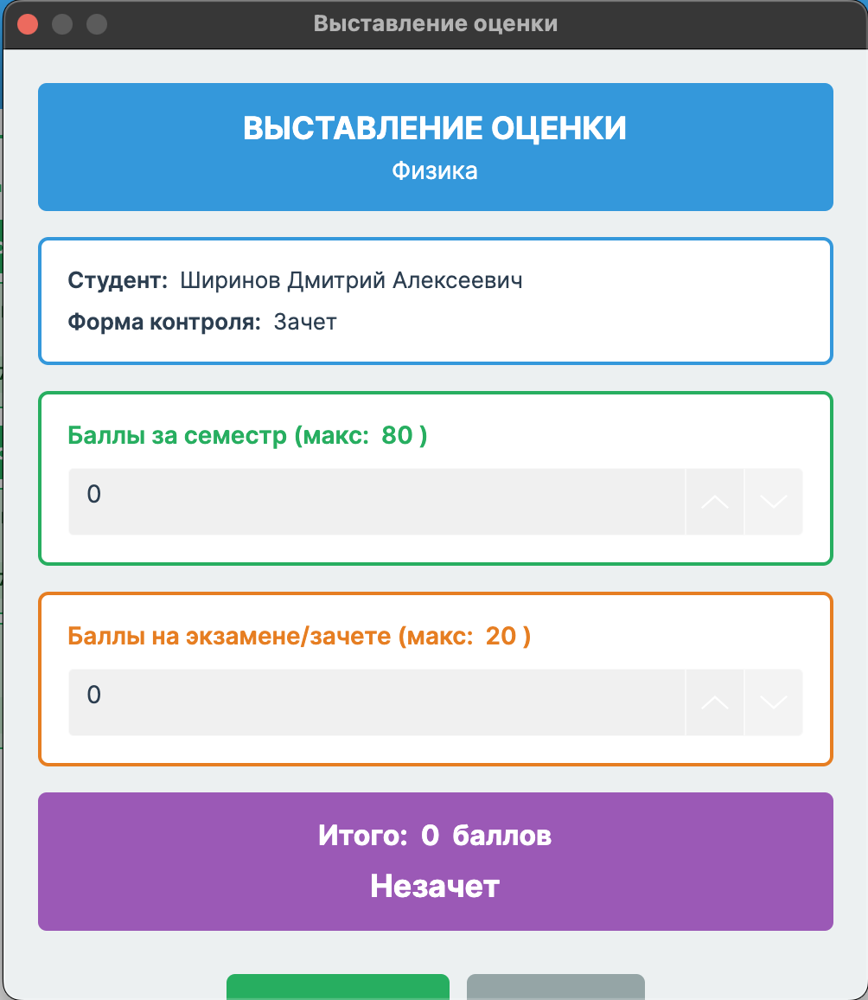 Выставление оценки
ВЫСТАВЛЕНИЕ ОЦЕНКИ
Физика
Студент: Ширинов Дмитрий Алексеевич
Форма контроля: Зачет
Баллы за семестр (макс: 80 )
0
Баллы на экзамене/зачете (макс: 20 )
0
Итого: 0 баллов
Незачет